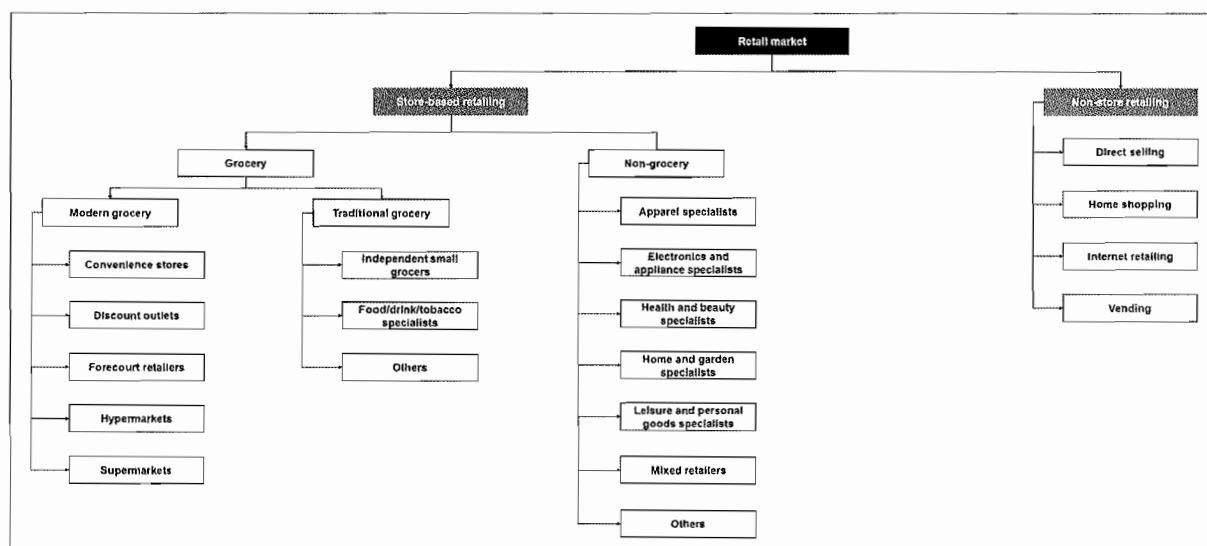 Retail market
Store-based retailing
Non-store retailing
Grocery
Non-grocery
Direct selling
Modern grocery
Traditional grocery
Apparel specialists
Home shopping
Convenience stores
Independent small
grocers
Electronics and
appliance specialists
Internet retailing
Discount outlets
Food/drink/tobacco
specialists
Health and beauty
specialists
Vending
Forecourt retailers
Others
Home and garden
specialists
Hypermarkets
Leisure and personal
goods specialists
Supermarkets
Mixed retailers
Others